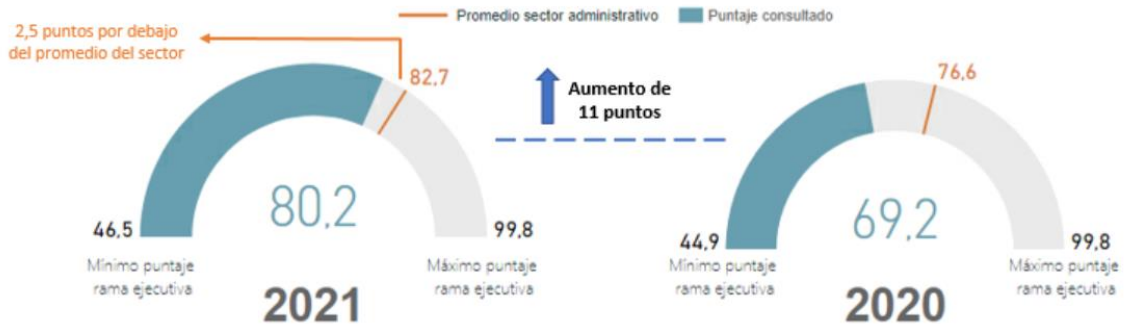 Promedio sector administrativo
Puntaje consultado
2,5 puntos por debajo
del promedio del sector
82,7
Aumento de
11 puntos
76,6
80,2
46,5
Mínimo puntaje
rama ejecutiva
99,8
Máximo puntaje
rama ejecutiva
2021
69,2
44,9
Mínimo puntaje
rama ejecutiva
99,8
Máximo puntaje
rama ejecutiva
2020